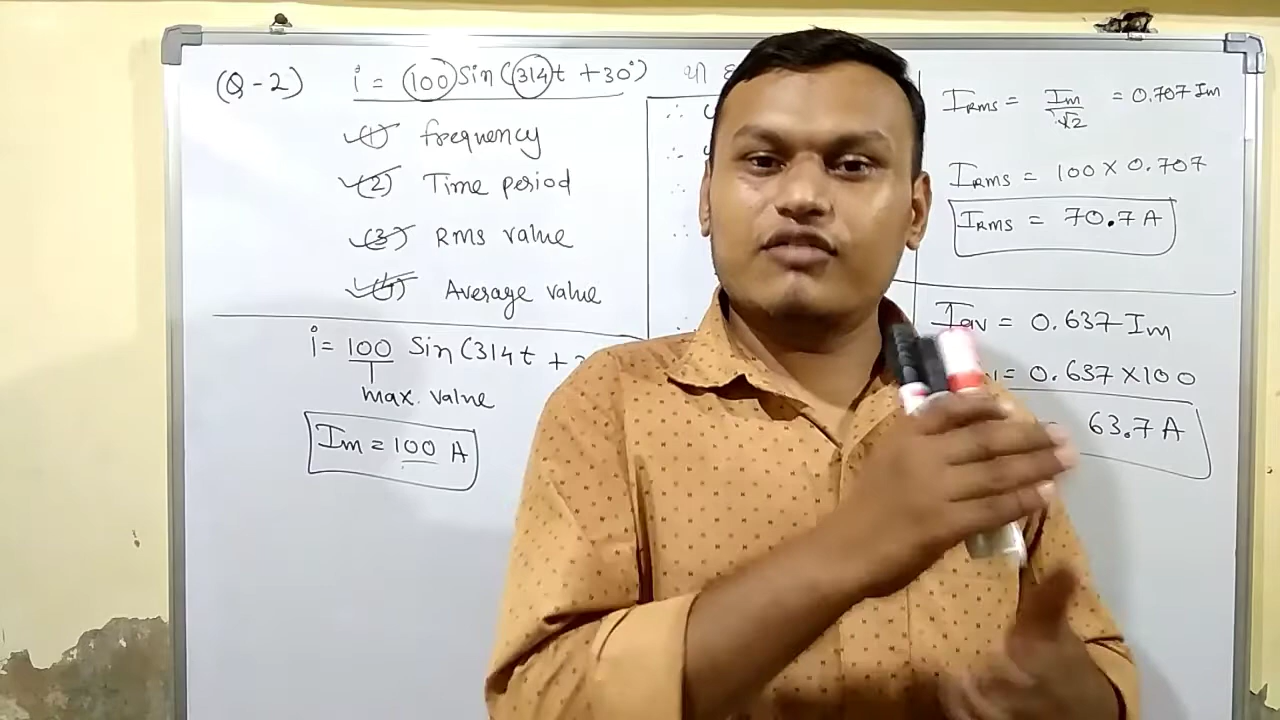 (Q-2) i = 100 Sin(314t + 30°) થી
(1) frequency
(2) Time period
(3) Rms value
(4) Average value
i = 100 Sin(314t +
max. value
Im = 100 A
∴
∴
∴
∴
∴
IRMS = Im/√2 = 0.707 Im
IRMS = 100 X 0.707
IRMS = 70.7 A
Iav = 0.637 Im
= 0.637 X 100
63.7 A